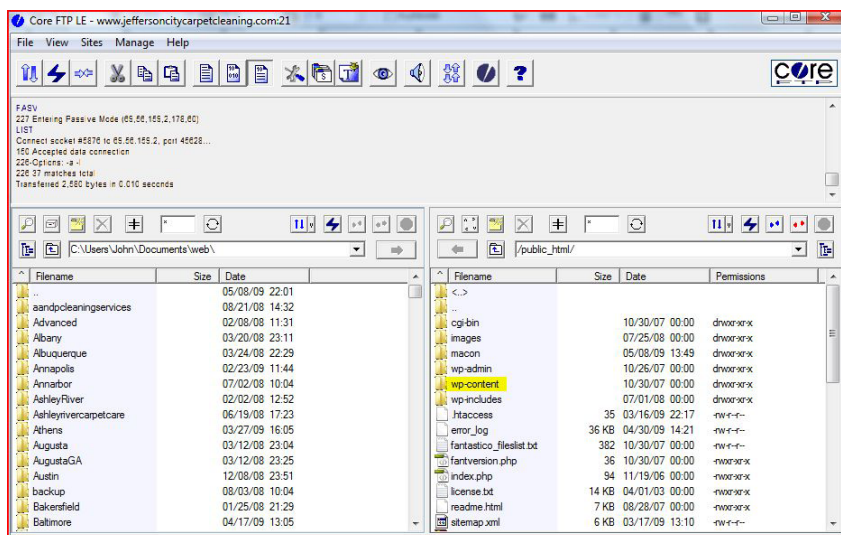 Core FTP LE - www.jeffersoncitycarpetcleaning.com:21
File View Sites Manage Help
core
PASV
227 Entering Passive Mode (65,56,155,2,178,60)
LIST
Connect socket #5876 to 65.56.155.2, port 45628...
150 Accepted data connection
226-Options: -a -l
226 37 matches total
Transferred 2,580 bytes in 0.010 seconds
C:\Users\John\Documents\web\
Filename Size Date
.. 05/08/09 22:01
aandpcleaningservices 08/21/08 14:32
Advanced 02/08/08 11:31
Albany 03/20/08 23:11
Albuquerque 03/24/08 22:29
Annapolis 02/23/09 11:44
Annarbor 07/02/08 10:04
AshleyRiver 02/02/08 12:52
Ashleyrivercarpetcare 06/19/08 17:23
Athens 03/27/09 16:05
Augusta 03/12/08 23:04
AugustaGA 03/12/08 23:25
Austin 12/08/08 23:51
backup 08/03/08 10:04
Bakersfield 01/25/08 21:29
Baltimore 04/17/09 13:05
/public_html/
Filename Size Date Permissions
<..>
..
cgi-bin 10/30/07 00:00 drwxr-xr-x
images 07/25/08 00:00 drwxr-xr-x
macon 05/08/09 13:49 drwxr-xr-x
wp-admin 10/26/07 00:00 drwxr-xr-x
wp-content 10/30/07 00:00 drwxr-xr-x
wp-includes 07/01/08 00:00 drwxr-xr-x
.htaccess 35 03/16/09 22:17 -rw-r--r--
error_log 36 KB 04/30/09 14:21 -rw-r--r--
fantastico_fileslist.txt 382 10/30/07 00:00 -rw-r--r--
fantversion.php 36 10/30/07 00:00 -rwxr-xr-x
index.php 94 11/19/06 00:00 -rwxr-xr-x
license.txt 14 KB 04/01/03 00:00 -rwxr-xr-x
readme.html 7 KB 08/28/07 00:00 -rwxr-xr-x
sitemap.xml 6 KB 03/17/09 13:10 -rw-r--r--